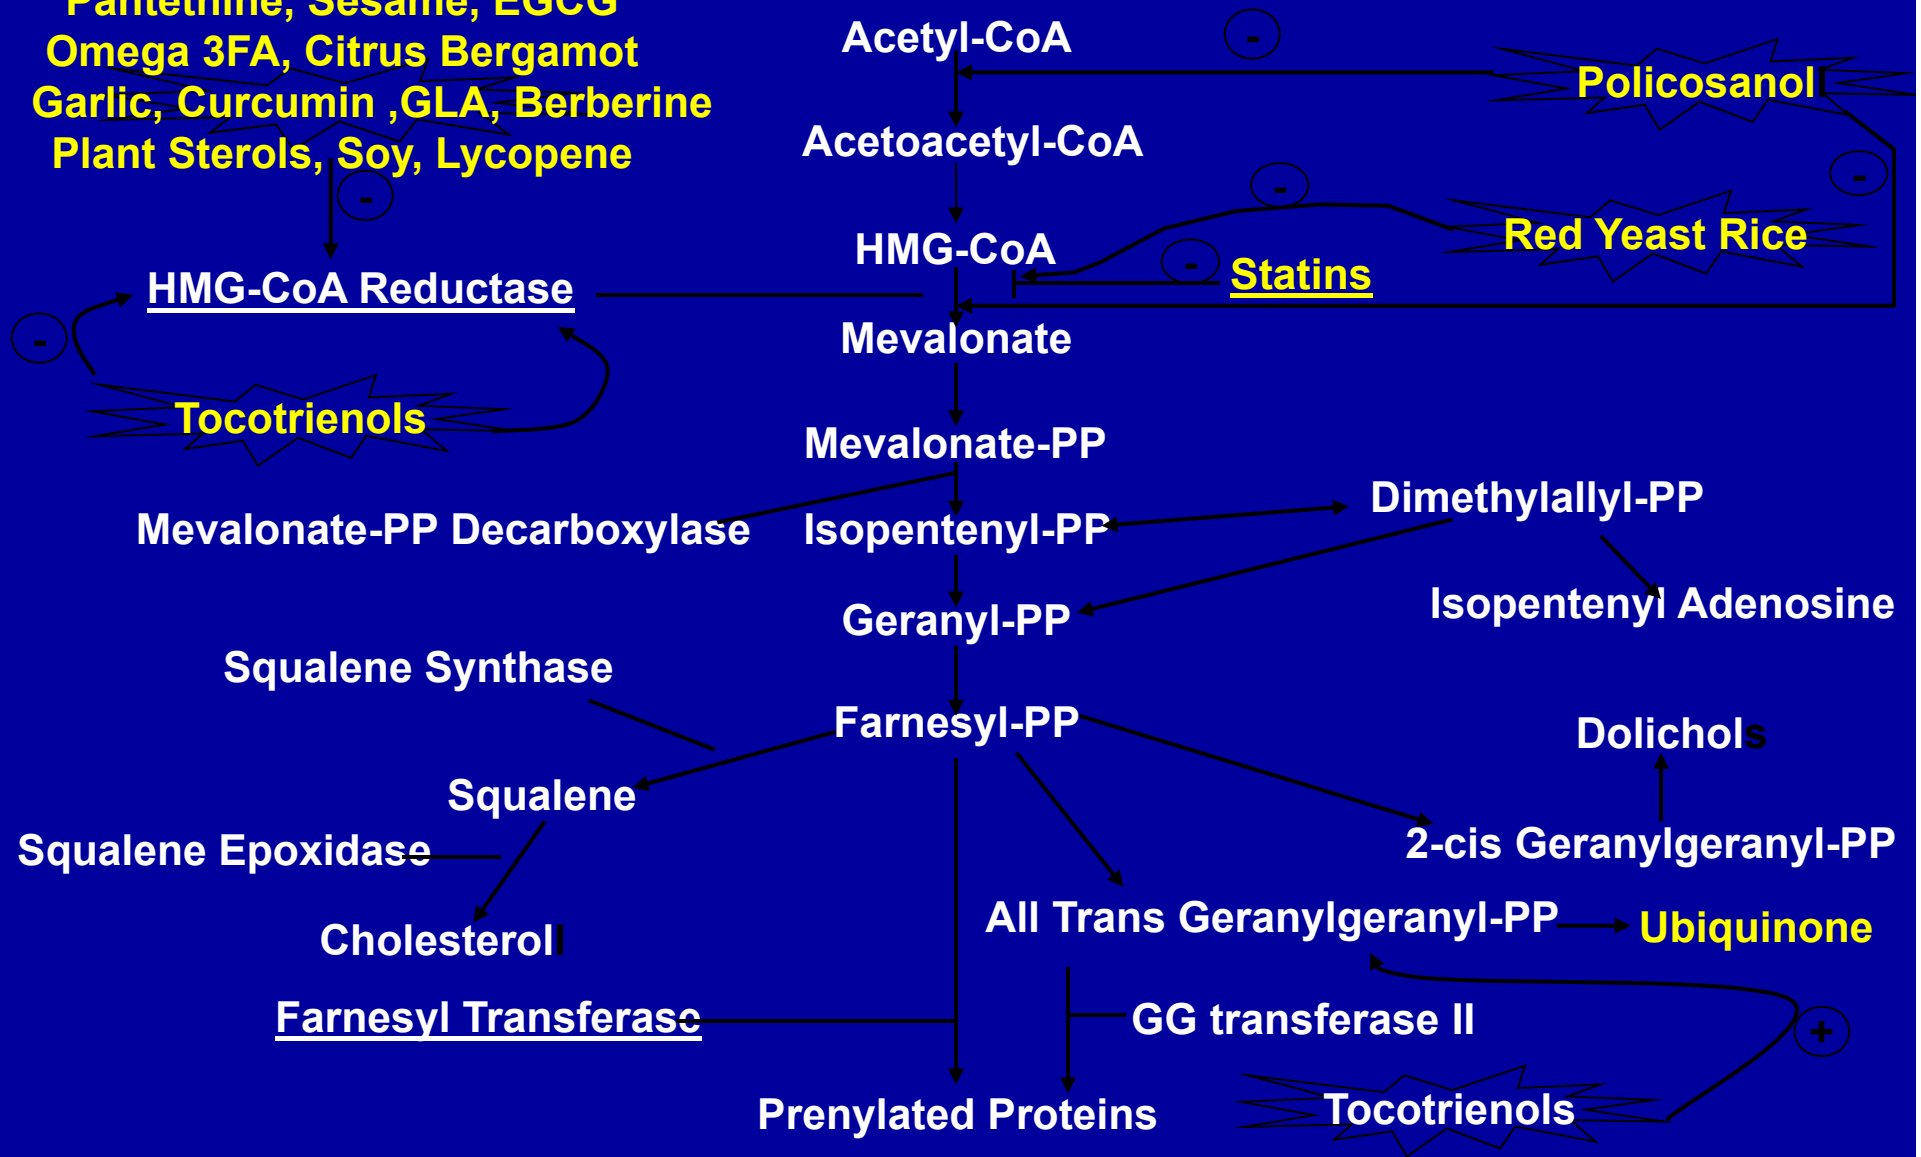 Pantethine, Sesame, EGCG
Omega 3FA, Citrus Bergamot
Garlic, Curcumin ,GLA, Berberine
Plant Sterols, Soy, Lycopene
-
Acetyl-CoA
-
Policosanol
Acetoacetyl-CoA
-
-
HMG-CoA
Red Yeast Rice
-
Statins
HMG-CoA Reductase
Mevalonate
-
Tocotrienols
Mevalonate-PP
Mevalonate-PP Decarboxylase
Isopentenyl-PP
Dimethylallyl-PP
Isopentenyl Adenosine
Geranyl-PP
Squalene Synthase
Farnesyl-PP
Dolichols
Squalene
Squalene Epoxidase
2-cis Geranylgeranyl-PP
Cholesterol
All Trans Geranylgeranyl-PP
Ubiquinone
Farnesyl Transferase
GG transferase II
+
Prenylated Proteins
Tocotrienols